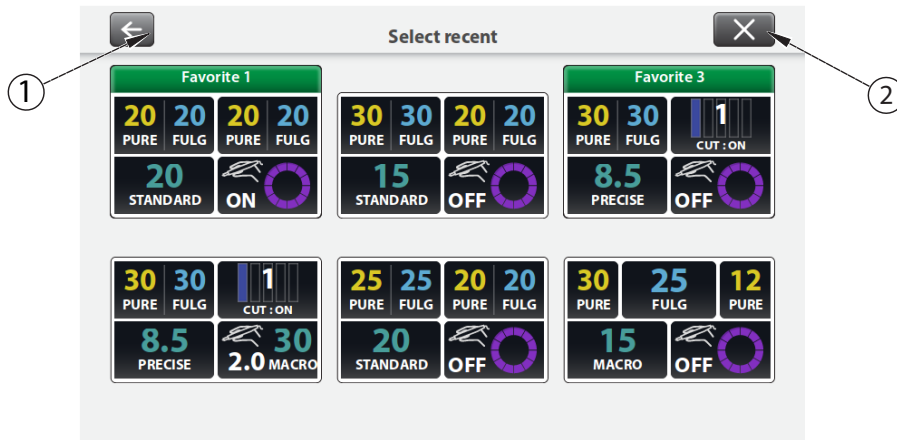 Select recent
1
2
Favorite 1
20 20 20 20
PURE FULG PURE FULG
20
STANDARD
ON
30 30 20 20
PURE FULG PURE FULG
15
STANDARD
OFF
Favorite 3
30 30 1
PURE FULG CUT : ON
8.5
PRECISE
OFF
30 30 1
PURE FULG CUT : ON
8.5 30
PRECISE 2.0 MACRO
25 25 20 20
PURE FULG PURE FULG
20
STANDARD
OFF
30 25 12
PURE FULG PURE
15
MACRO
OFF